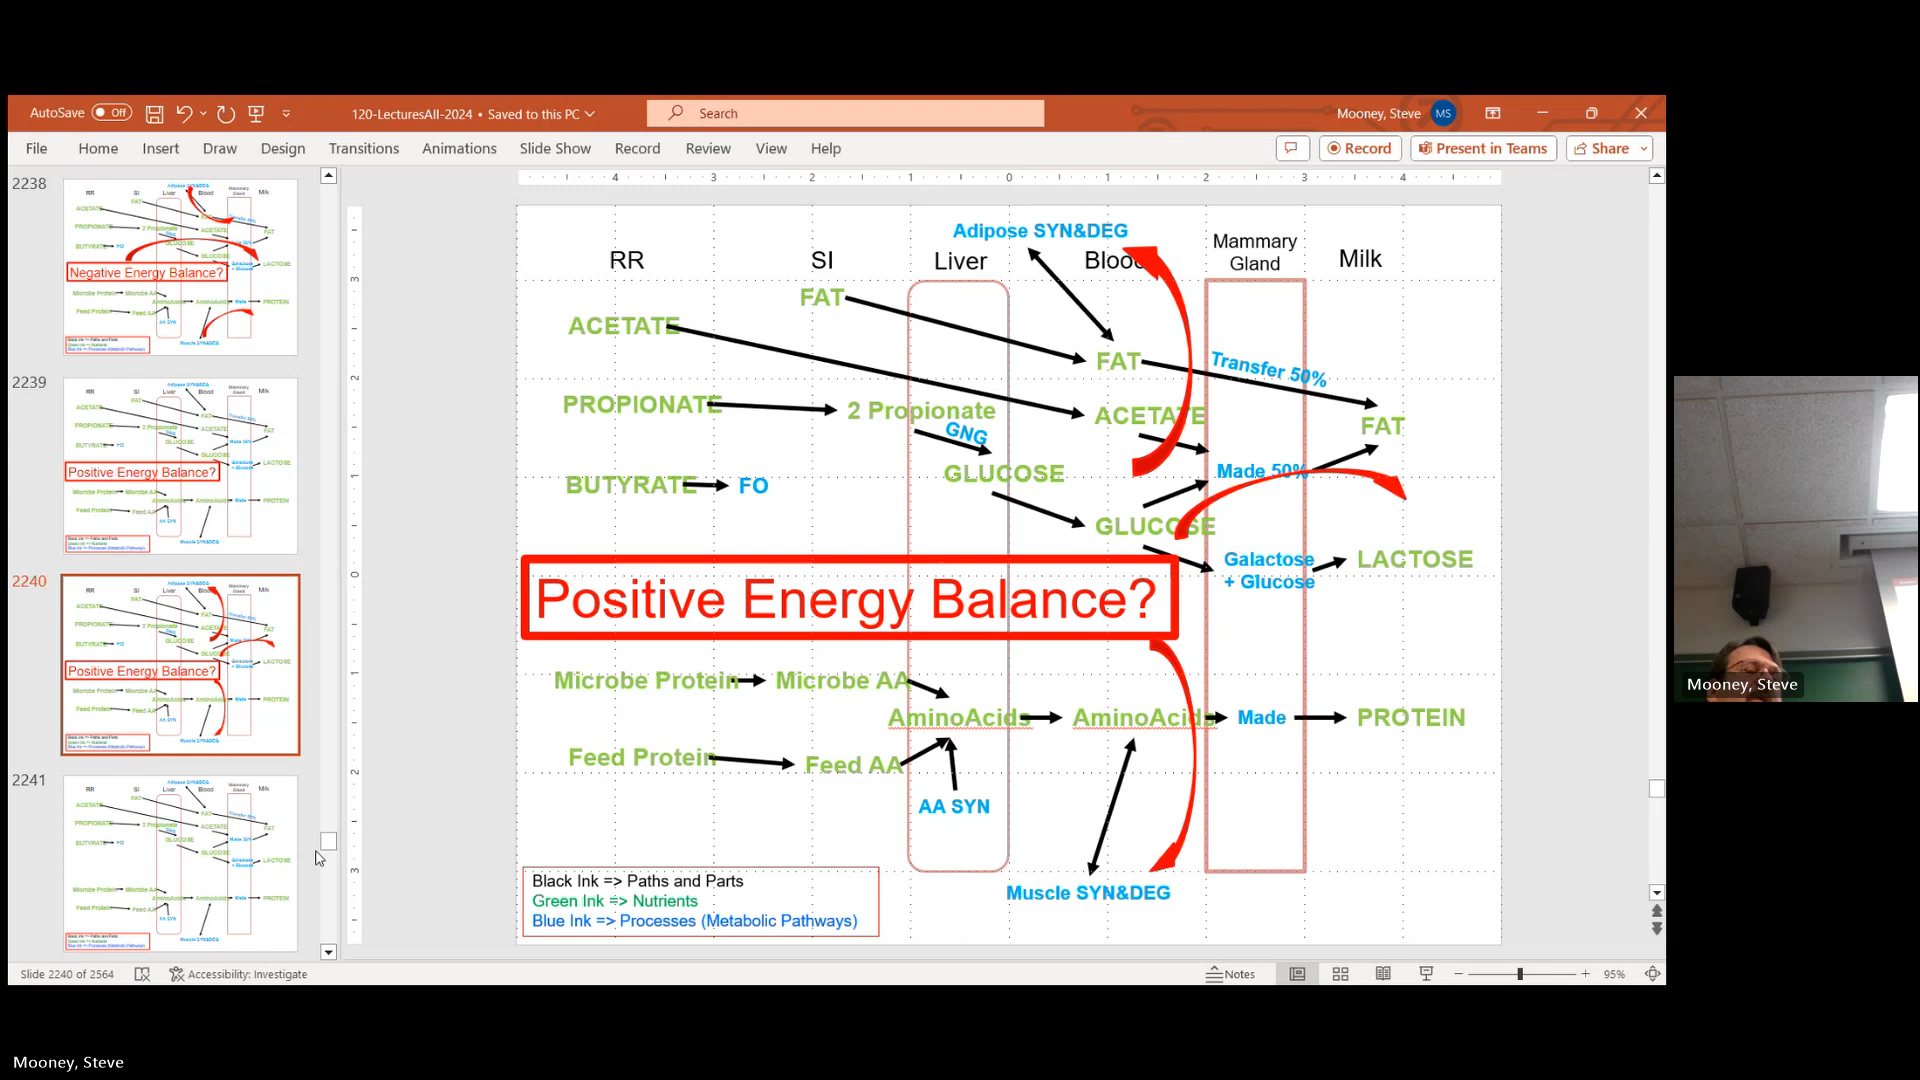 AutoSave Off
120-LecturesAll-2024 • Saved to this PC
Search
Mooney, Steve MS
File Home Insert Draw Design Transitions Animations Slide Show Record Review View Help
Record
Present in Teams
Share
2238
Negative Energy Balance?
2239
Positive Energy Balance?
2240
Positive Energy Balance?
2241
Adipose SYN&DEG
RR SI Liver Blood Mammary Gland Milk
FAT
ACETATE
FAT
Transfer 50%
PROPIONATE 2 Propionate ACETATE
FAT
GNG
GLUCOSE
Made 50%
BUTYRATE FO
GLUCOSE
Galactose
+ Glucose
LACTOSE
Positive Energy Balance?
Microbe Protein Microbe AA
AminoAcids AminoAcids Made PROTEIN
Feed Protein Feed AA
AA SYN
Muscle SYN&DEG
Black Ink => Paths and Parts
Green Ink => Nutrients
Blue Ink => Processes (Metabolic Pathways)
Slide 2240 of 2564
Accessibility: Investigate
Notes
95%
Mooney, Steve
Mooney, Steve